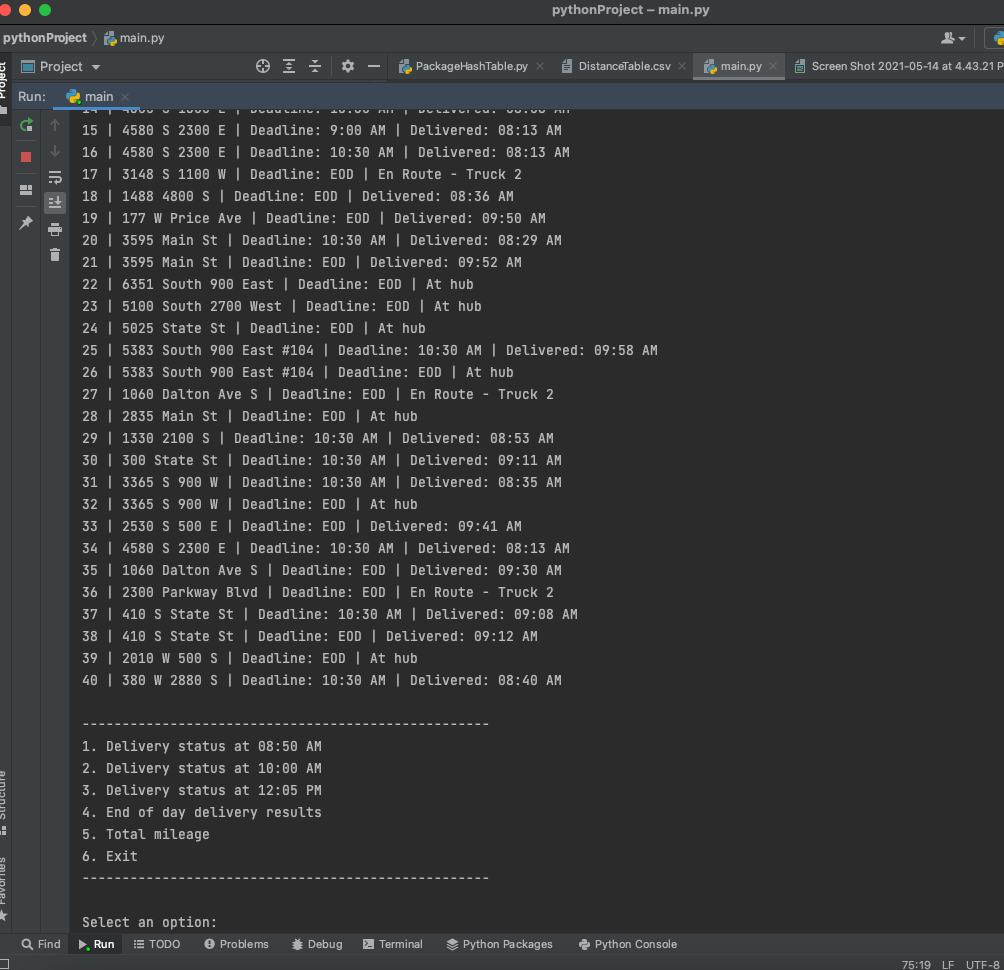 pythonProject – main.py
pythonProject main.py
Project PackageHashTable.py DistanceTable.csv main.py Screen Shot 2021-05-14 at 4.43.21 P
Project
Run: main
15 | 4580 S 2300 E | Deadline: 9:00 AM | Delivered: 08:13 AM
16 | 4580 S 2300 E | Deadline: 10:30 AM | Delivered: 08:13 AM
17 | 3148 S 1100 W | Deadline: EOD | En Route - Truck 2
18 | 1488 4800 S | Deadline: EOD | Delivered: 08:36 AM
19 | 177 W Price Ave | Deadline: EOD | Delivered: 09:50 AM
20 | 3595 Main St | Deadline: 10:30 AM | Delivered: 08:29 AM
21 | 3595 Main St | Deadline: EOD | Delivered: 09:52 AM
22 | 6351 South 900 East | Deadline: EOD | At hub
23 | 5100 South 2700 West | Deadline: EOD | At hub
24 | 5025 State St | Deadline: EOD | At hub
25 | 5383 South 900 East #104 | Deadline: 10:30 AM | Delivered: 09:58 AM
26 | 5383 South 900 East #104 | Deadline: EOD | At hub
27 | 1060 Dalton Ave S | Deadline: EOD | En Route - Truck 2
28 | 2835 Main St | Deadline: EOD | At hub
29 | 1330 2100 S | Deadline: 10:30 AM | Delivered: 08:53 AM
30 | 300 State St | Deadline: 10:30 AM | Delivered: 09:11 AM
31 | 3365 S 900 W | Deadline: 10:30 AM | Delivered: 08:35 AM
32 | 3365 S 900 W | Deadline: EOD | At hub
33 | 2530 S 500 E | Deadline: EOD | Delivered: 09:41 AM
34 | 4580 S 2300 E | Deadline: 10:30 AM | Delivered: 08:13 AM
35 | 1060 Dalton Ave S | Deadline: EOD | Delivered: 09:30 AM
36 | 2300 Parkway Blvd | Deadline: EOD | En Route - Truck 2
37 | 410 S State St | Deadline: 10:30 AM | Delivered: 09:08 AM
38 | 410 S State St | Deadline: EOD | Delivered: 09:12 AM
39 | 2010 W 500 S | Deadline: EOD | At hub
40 | 380 W 2880 S | Deadline: 10:30 AM | Delivered: 08:40 AM
---------------------------------------------------
1. Delivery status at 08:50 AM
2. Delivery status at 10:00 AM
3. Delivery status at 12:05 PM
4. End of day delivery results
5. Total mileage
6. Exit
---------------------------------------------------
Structure
Favorites
Select an option:
Find Run TODO Problems Debug Terminal Python Packages Python Console
75:19 LF UTF-8